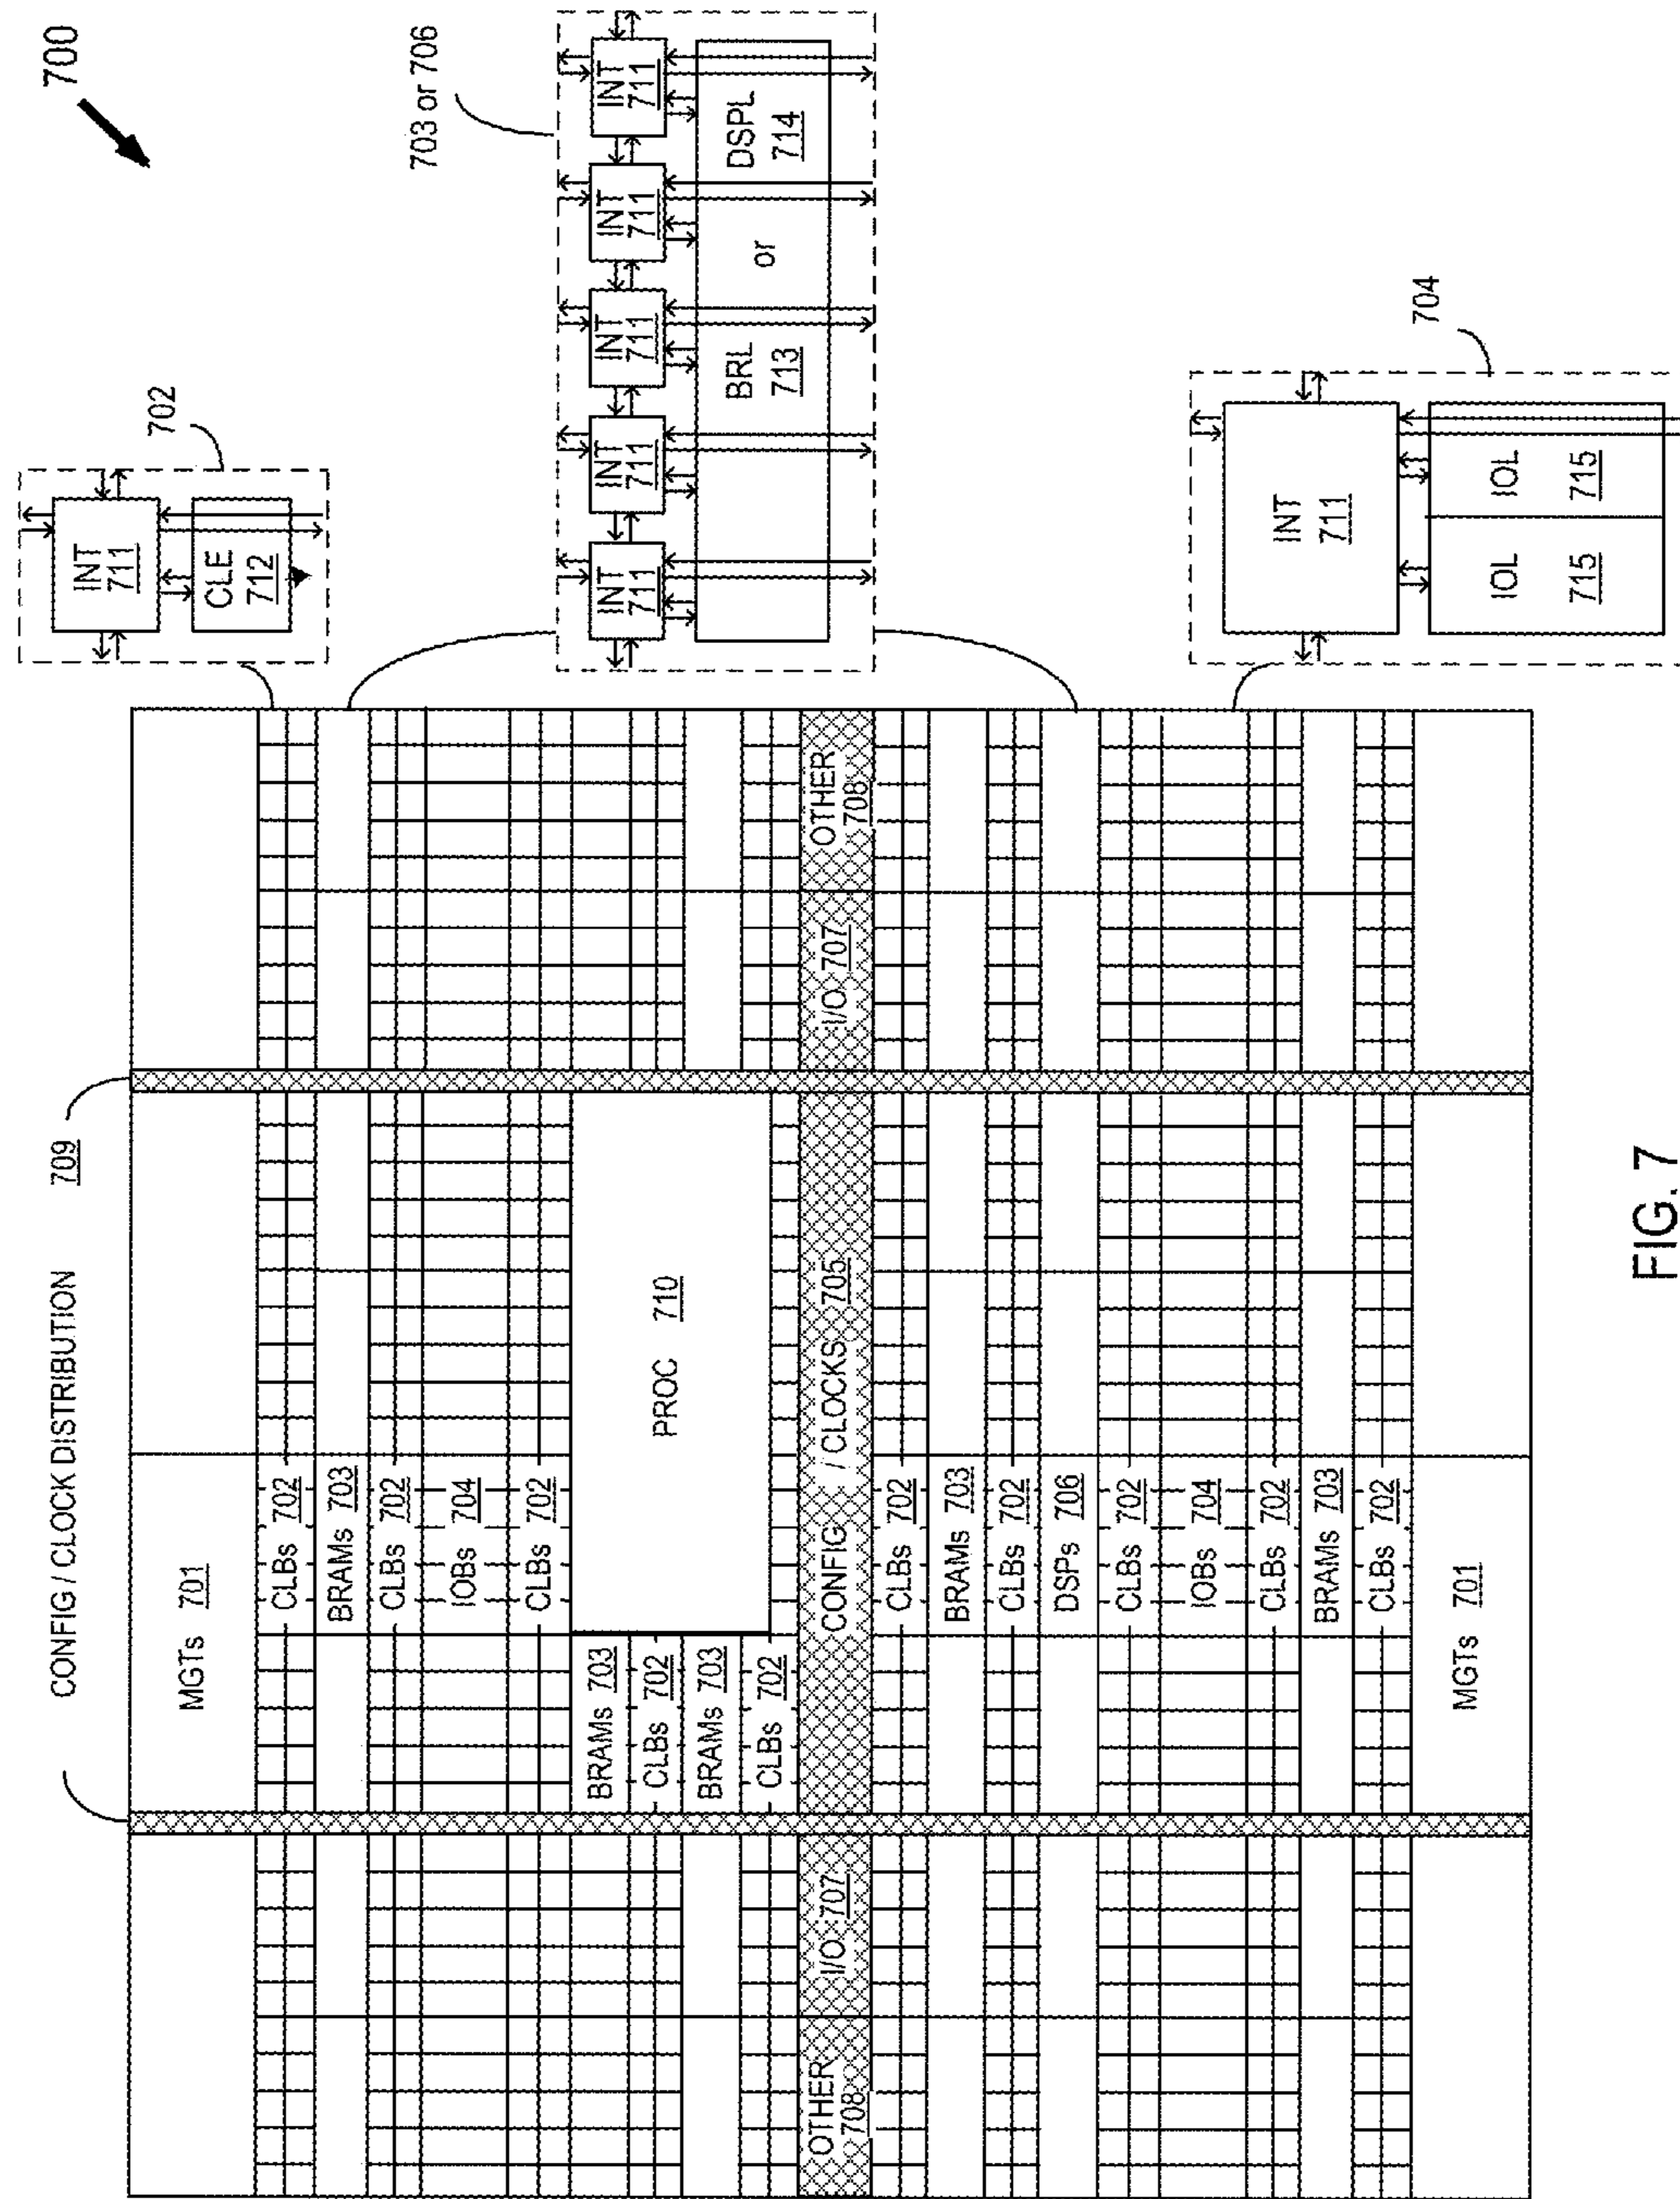 700
CONFIG / CLOCK DISTRIBUTION 709
MGTs 701
CLBs 702
BRAMs 703
CLBs 702
IOBs 704
CLBs 702
BRAMs 703
CLBs 702
BRAMs 703
CLBs 702
PROC 710
OTHER 708
I/O 707
CONFIG / CLOCKS 705
I/O 707
OTHER 708
CLBs 702
BRAMs 703
CLBs 702
DSPs 706
CLBs 702
IOBs 704
CLBs 702
BRAMs 703
CLBs 702
MGTs 701
702
INT
711
CLE
712
703 or 706
INT
711
INT
711
INT
711
INT
711
INT
711
BRL
713
or
DSPL
714
704
INT
711
IOL
715
IOL
715
FIG. 7